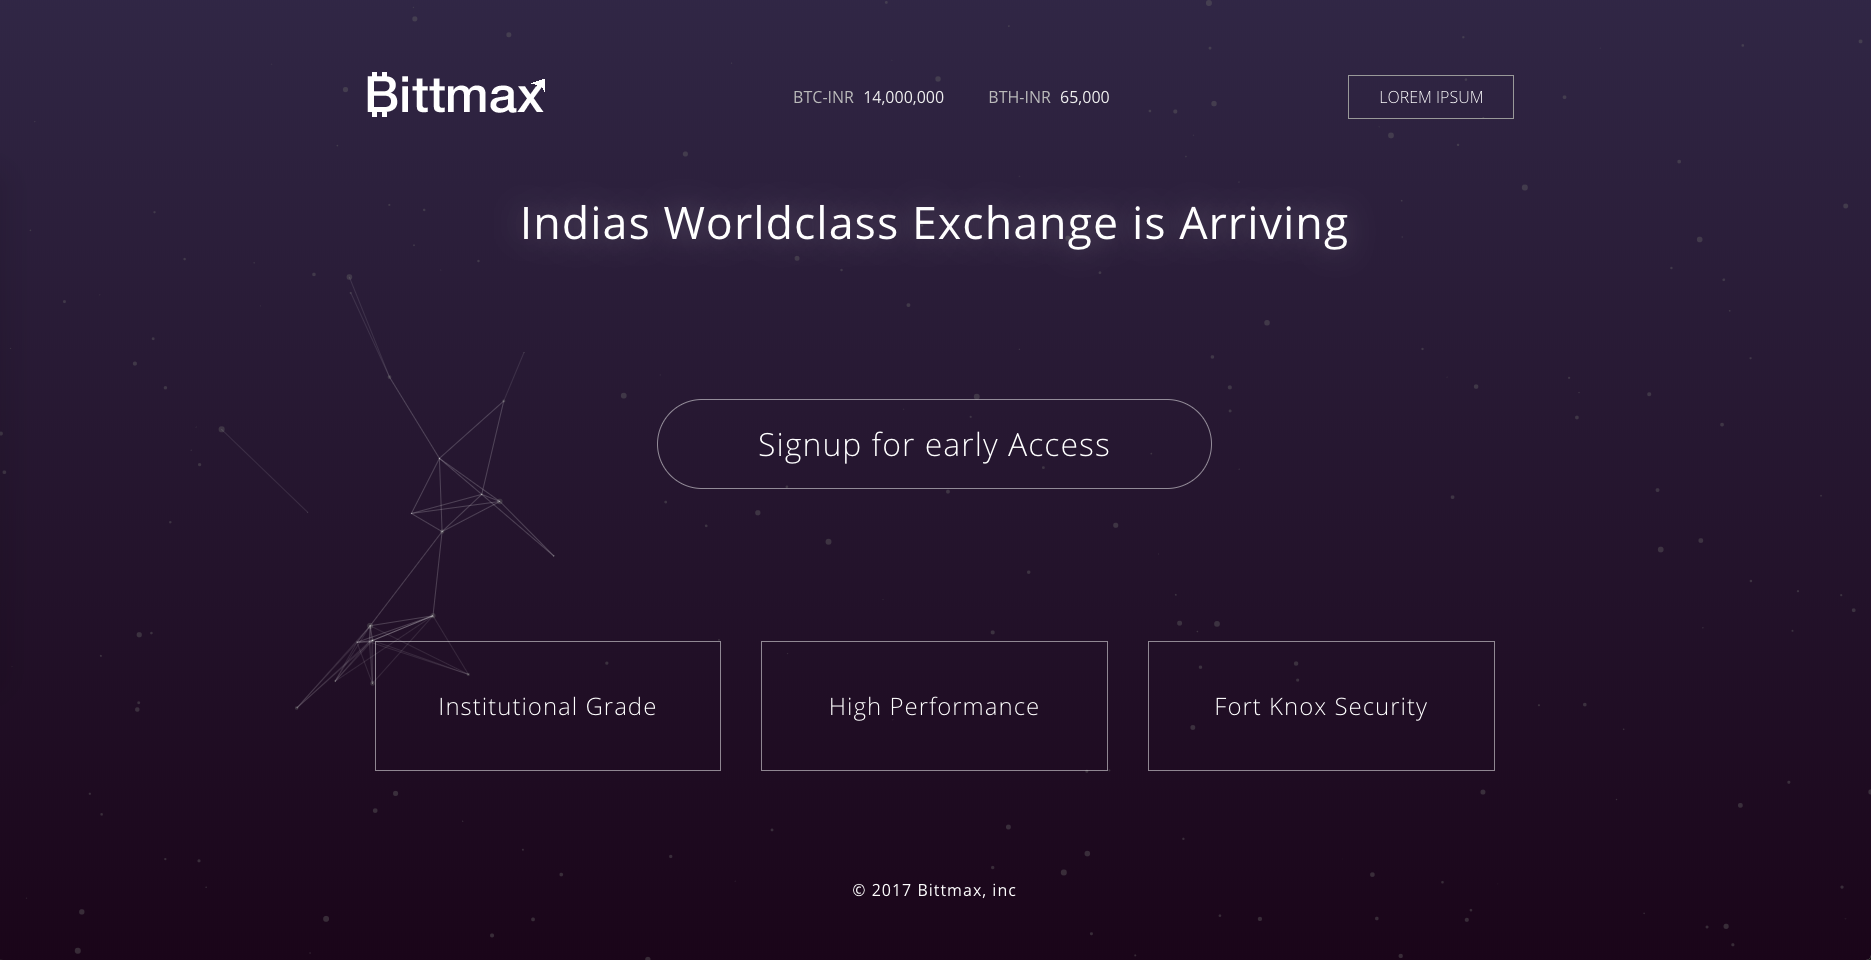 Bittmax
BTC-INR 14,000,000 BTH-INR 65,000
LOREM IPSUM
Indias Worldclass Exchange is Arriving
Signup for early Access
Institutional Grade
High Performance
Fort Knox Security
© 2017 Bittmax, inc